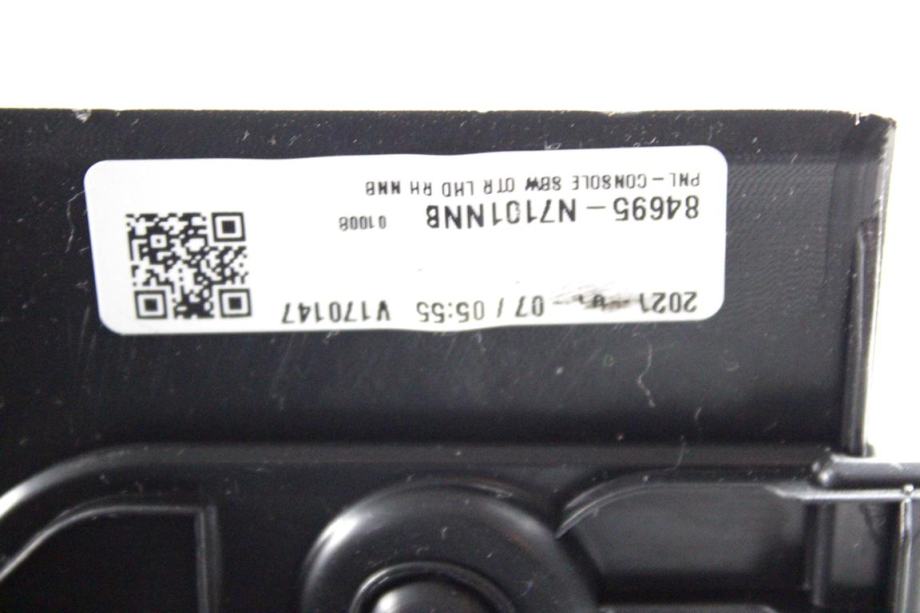 2021 07 / 05:55 V170147
84695-N7101NNB 01008
PNL-CONSOLE SBW OTR LHD RH NNB